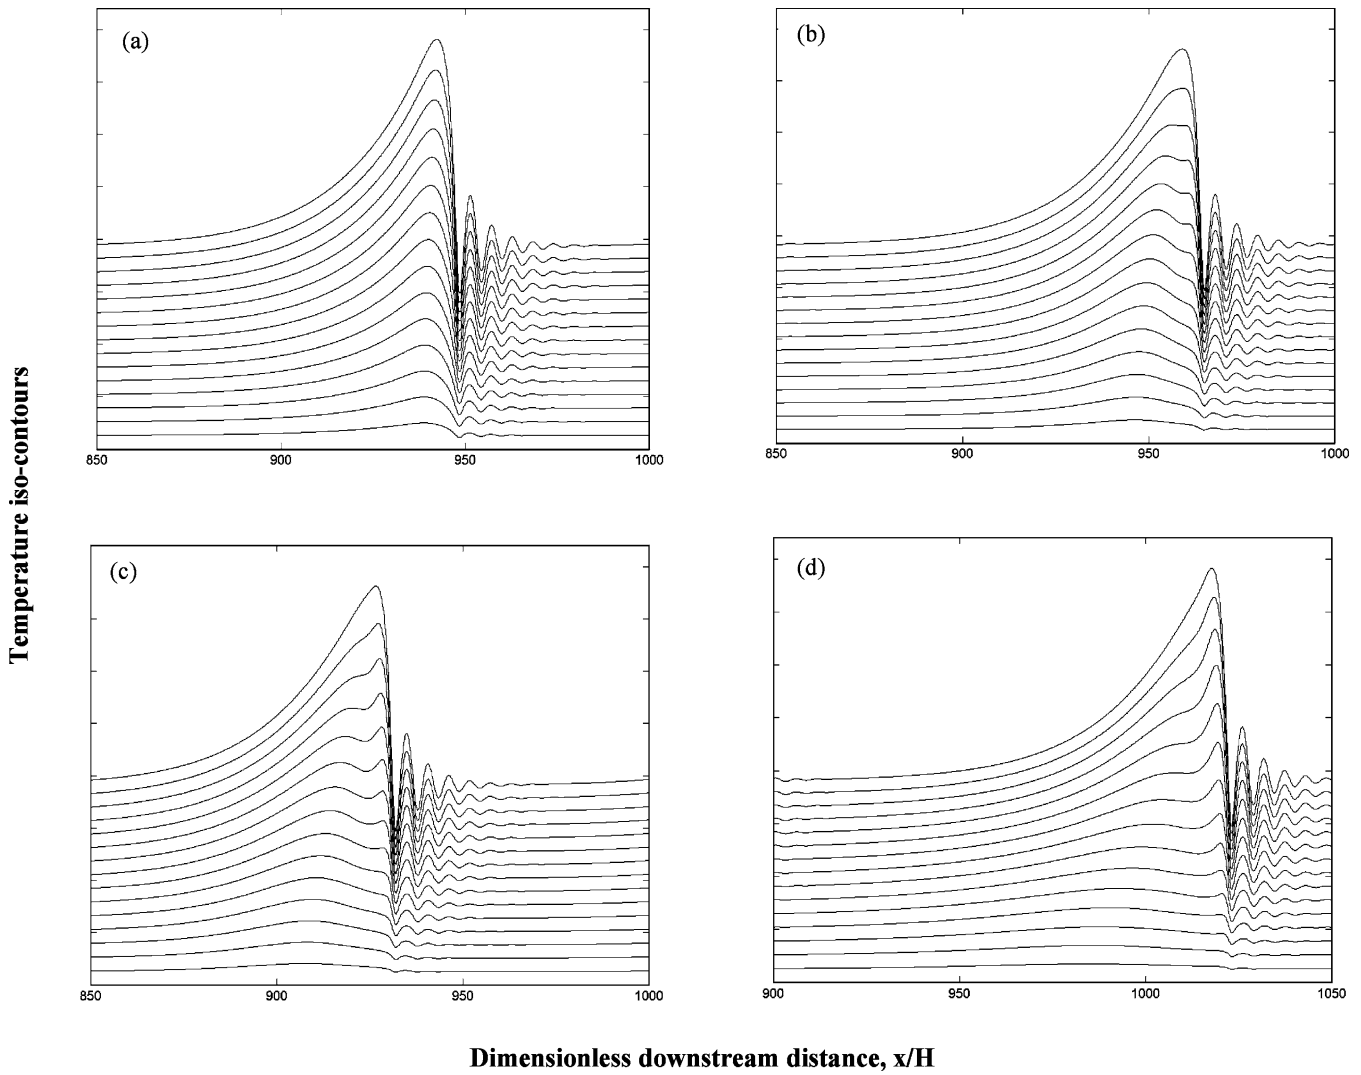 (a)
(b)
850 900 950 1000
850 900 950 1000
Temperature iso-contours
(c)
(d)
850 900 950 1000
900 950 1000 1050
Dimensionless downstream distance, x/H